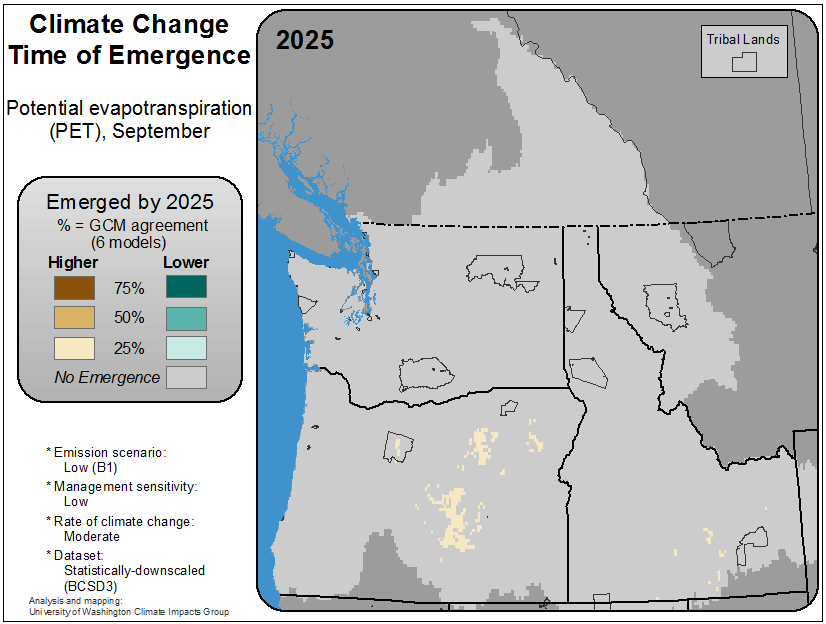 Climate Change
Time of Emergence
Potential evapotranspiration
(PET), September
Emerged by 2025
% = GCM agreement
(6 models)
Higher Lower
75%
50%
25%
No Emergence
* Emission scenario:
Low (B1)
* Management sensitivity:
Low
* Rate of climate change:
Moderate
* Dataset:
Statistically-downscaled
(BCSD3)
Analysis and mapping:
University of Washington Climate Impacts Group
2025
Tribal Lands